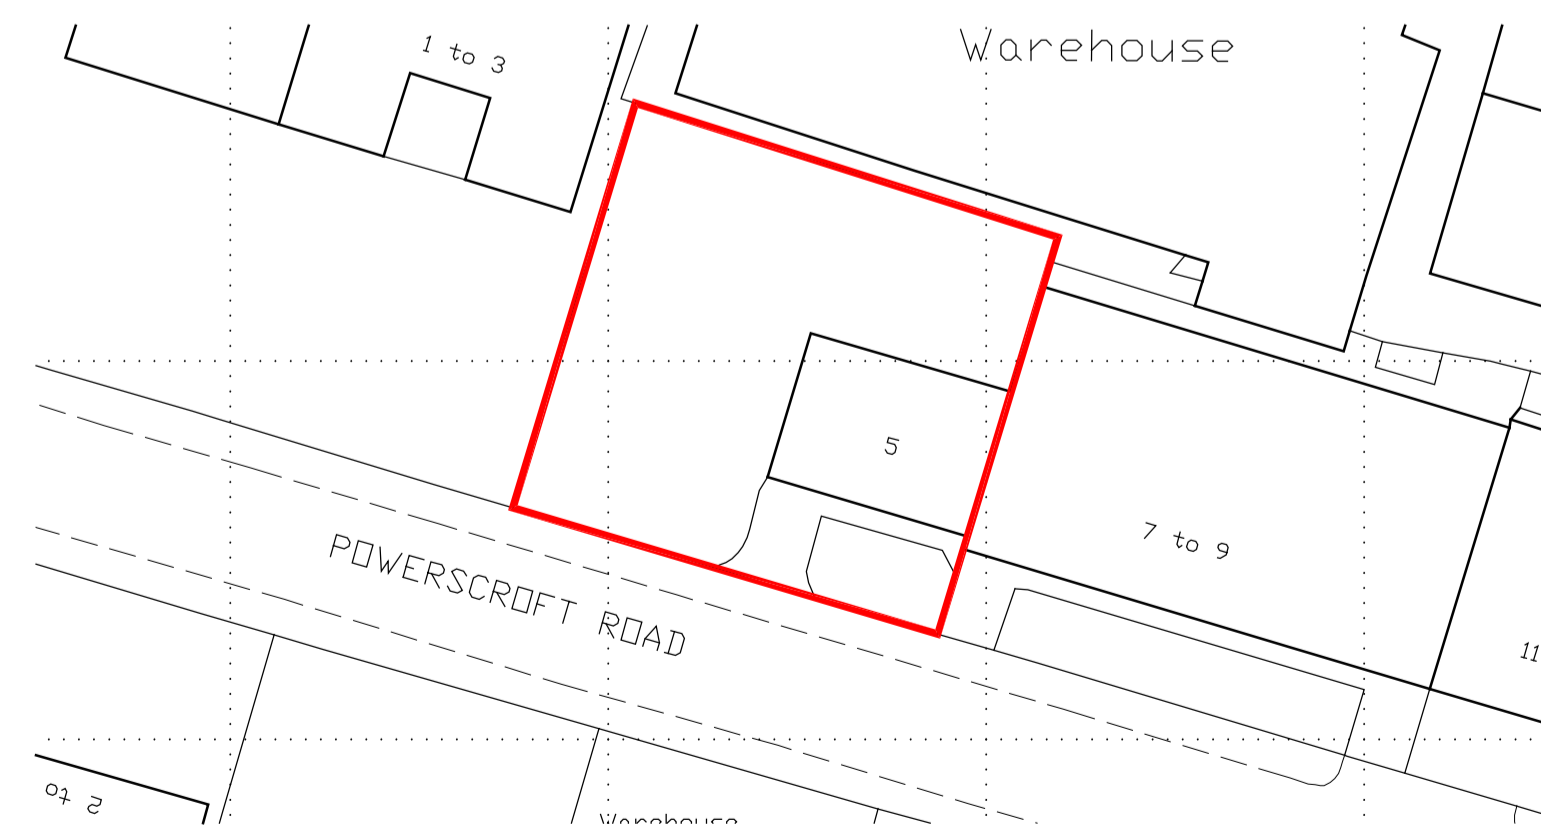 Warehouse
1 to 3
5
7 to 9
POWERSCROFT ROAD
11
2 to
Warehouse